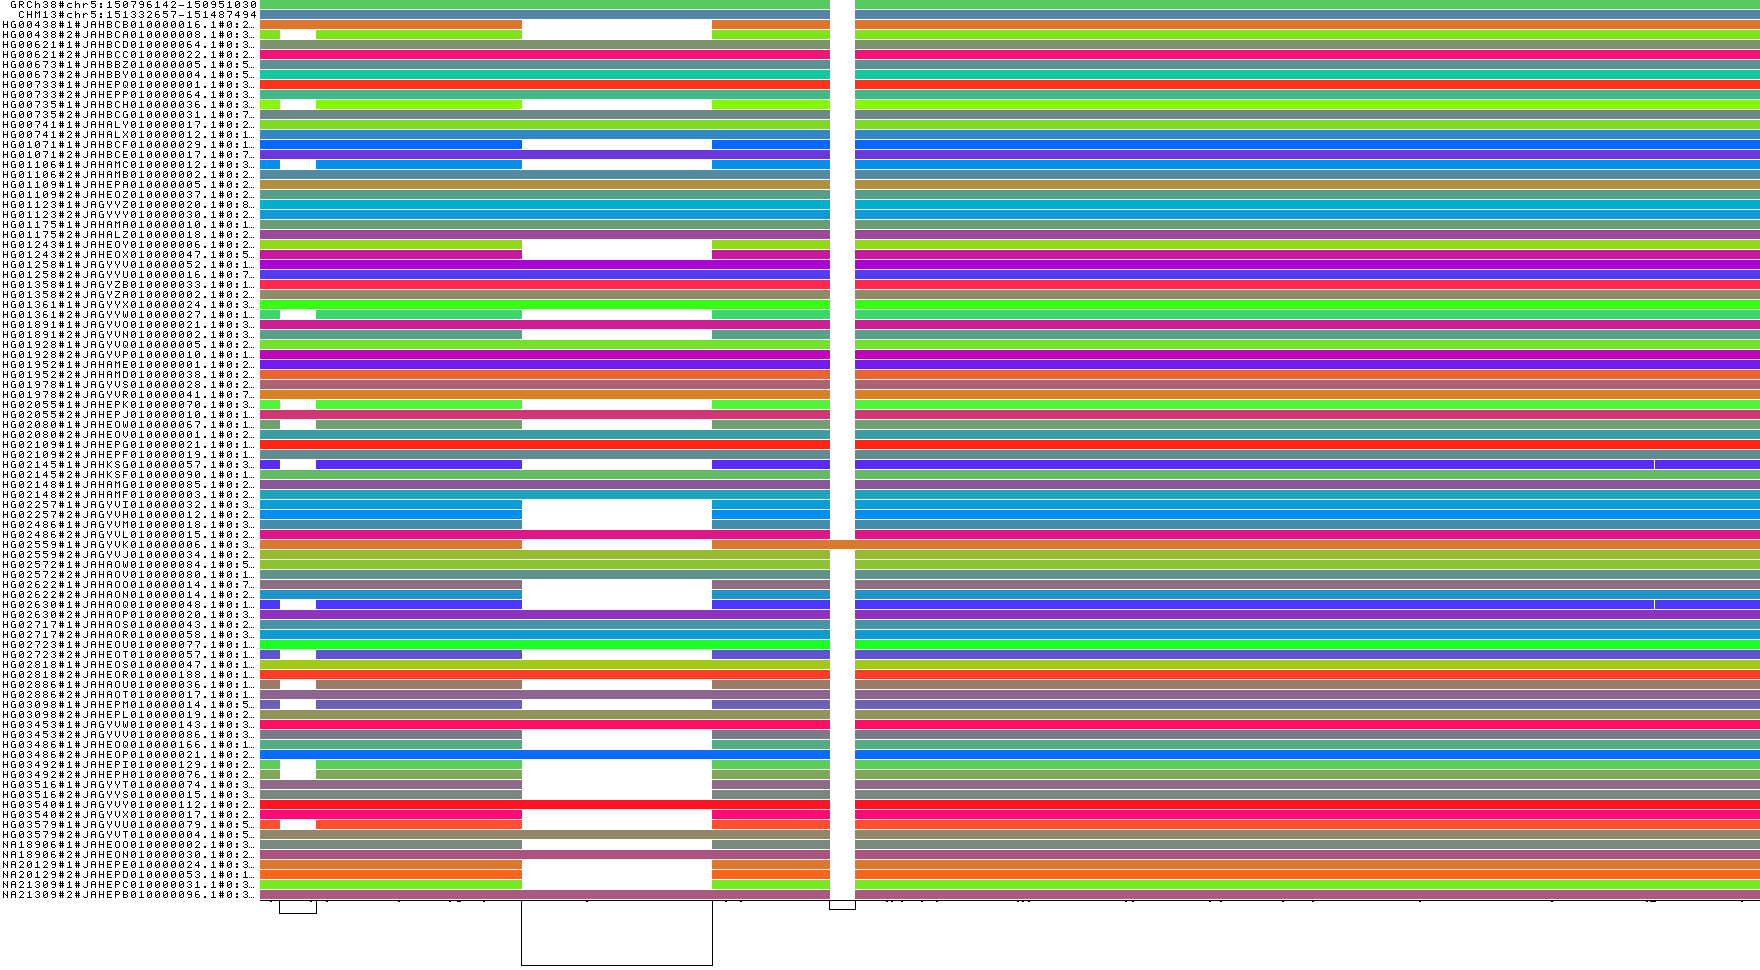 GRCh38#chr5:150796142-150951030
CHM13#chr5:151332657-151487494
HG00438#1#JAHBCB010000016.1#0:2…
HG00438#2#JAHBCA010000008.1#0:3…
HG00621#1#JAHBCD010000064.1#0:3…
HG00621#2#JAHBCC010000022.1#0:2…
HG00673#1#JAHBBZ010000005.1#0:5…
HG00673#2#JAHBBY010000004.1#0:5…
HG00733#1#JAHEPQ010000001.1#0:3…
HG00733#2#JAHEPP010000064.1#0:3…
HG00735#1#JAHBCH010000036.1#0:3…
HG00735#2#JAHBCG010000031.1#0:7…
HG00741#1#JAHALY010000017.1#0:2…
HG00741#2#JAHALX010000012.1#0:1…
HG01071#1#JAHBCF010000029.1#0:1…
HG01071#2#JAHBCE010000017.1#0:7…
HG01106#1#JAHAMC010000012.1#0:3…
HG01106#2#JAHAMB010000002.1#0:2…
HG01109#1#JAHEPA010000005.1#0:2…
HG01109#2#JAHEOZ010000037.1#0:2…
HG01123#1#JAGYYZ010000020.1#0:8…
HG01123#2#JAGYYY010000030.1#0:2…
HG01175#1#JAHAMA010000010.1#0:1…
HG01175#2#JAHALZ010000018.1#0:2…
HG01243#1#JAHEOY010000006.1#0:2…
HG01243#2#JAHEOX010000047.1#0:5…
HG01258#1#JAGYYV010000052.1#0:1…
HG01258#2#JAGYYU010000016.1#0:7…
HG01358#1#JAGYZB010000033.1#0:1…
HG01358#2#JAGYZA010000002.1#0:2…
HG01361#1#JAGYYX010000024.1#0:3…
HG01361#2#JAGYYW010000027.1#0:1…
HG01891#1#JAGYVO010000021.1#0:3…
HG01891#2#JAGYVN010000002.1#0:3…
HG01928#1#JAGYVQ010000005.1#0:2…
HG01928#2#JAGYVP010000010.1#0:1…
HG01952#1#JAHAME010000001.1#0:2…
HG01952#2#JAHAMD010000038.1#0:2…
HG01978#1#JAGYVS010000028.1#0:2…
HG01978#2#JAGYVR010000041.1#0:7…
HG02055#1#JAHEPK010000070.1#0:3…
HG02055#2#JAHEPJ010000010.1#0:1…
HG02080#1#JAHEOW010000067.1#0:1…
HG02080#2#JAHEOV010000001.1#0:2…
HG02109#1#JAHEPG010000021.1#0:1…
HG02109#2#JAHEPF010000019.1#0:1…
HG02145#1#JAHKSG010000057.1#0:3…
HG02145#2#JAHKSF010000090.1#0:1…
HG02148#1#JAHAMG010000085.1#0:2…
HG02148#2#JAHAMF010000003.1#0:2…
HG02257#1#JAGYVI010000032.1#0:3…
HG02257#2#JAGYVH010000012.1#0:2…
HG02486#1#JAGYVM010000018.1#0:3…
HG02486#2#JAGYVL010000015.1#0:2…
HG02559#1#JAGYVK010000006.1#0:3…
HG02559#2#JAGYVJ010000034.1#0:2…
HG02572#1#JAHAOW010000084.1#0:5…
HG02572#2#JAHAOV010000080.1#0:1…
HG02622#1#JAHAOO010000014.1#0:7…
HG02622#2#JAHAON010000014.1#0:2…
HG02630#1#JAHAOQ010000048.1#0:1…
HG02630#2#JAHAOP010000020.1#0:3…
HG02717#1#JAHAOS010000043.1#0:2…
HG02717#2#JAHAOR010000058.1#0:3…
HG02723#1#JAHEOU010000077.1#0:1…
HG02723#2#JAHEOT010000057.1#0:1…
HG02818#1#JAHEOS010000047.1#0:1…
HG02818#2#JAHEOR010000188.1#0:1…
HG02886#1#JAHAOU010000036.1#0:1…
HG02886#2#JAHAOT010000017.1#0:1…
HG03098#1#JAHEPM010000014.1#0:5…
HG03098#2#JAHEPL010000019.1#0:2…
HG03453#1#JAGYVW010000143.1#0:3…
HG03453#2#JAGYVV010000086.1#0:3…
HG03486#1#JAHEOQ010000166.1#0:1…
HG03486#2#JAHEOP010000021.1#0:2…
HG03492#1#JAHEPI010000129.1#0:2…
HG03492#2#JAHEPH010000076.1#0:2…
HG03516#1#JAGYYT010000074.1#0:3…
HG03516#2#JAGYYS010000015.1#0:3…
HG03540#1#JAGYVY010000112.1#0:2…
HG03540#2#JAGYVX010000017.1#0:2…
HG03579#1#JAGYVU010000079.1#0:5…
HG03579#2#JAGYVT010000004.1#0:5…
NA18906#1#JAHEOO010000002.1#0:3…
NA18906#2#JAHEON010000030.1#0:2…
NA20129#1#JAHEPE010000024.1#0:3…
NA20129#2#JAHEPD010000053.1#0:1…
NA21309#1#JAHEPC010000031.1#0:3…
NA21309#2#JAHEPB010000096.1#0:3…